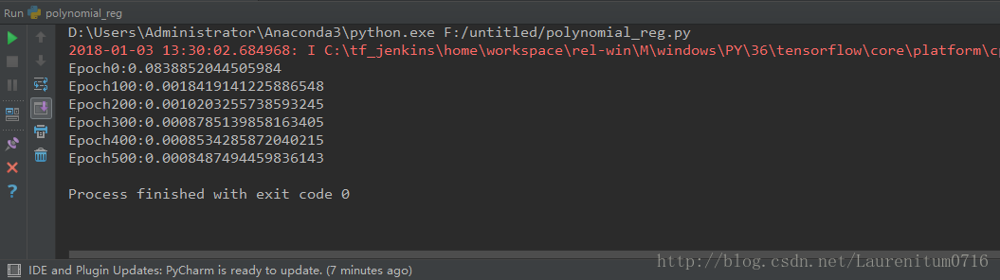 Run polynomial_reg
D:\Users\Administrator\Anaconda3\python.exe F:/untitled/polynomial_reg.py
2018-01-03 13:30:02.684968: I C:\tf_jenkins\home\workspace\rel-win\M\windows\PY\36\tensorflow\core\platform\cp
Epoch0:0.0838852044505984
Epoch100:0.0018419141225886548
Epoch200:0.0010203255738593245
Epoch300:0.0008785139858163405
Epoch400:0.0008534285872040215
Epoch500:0.0008487494459836143
Process finished with exit code 0
http://blog.csdn.net/Laurenitum0716
IDE and Plugin Updates: PyCharm is ready to update. (7 minutes ago)